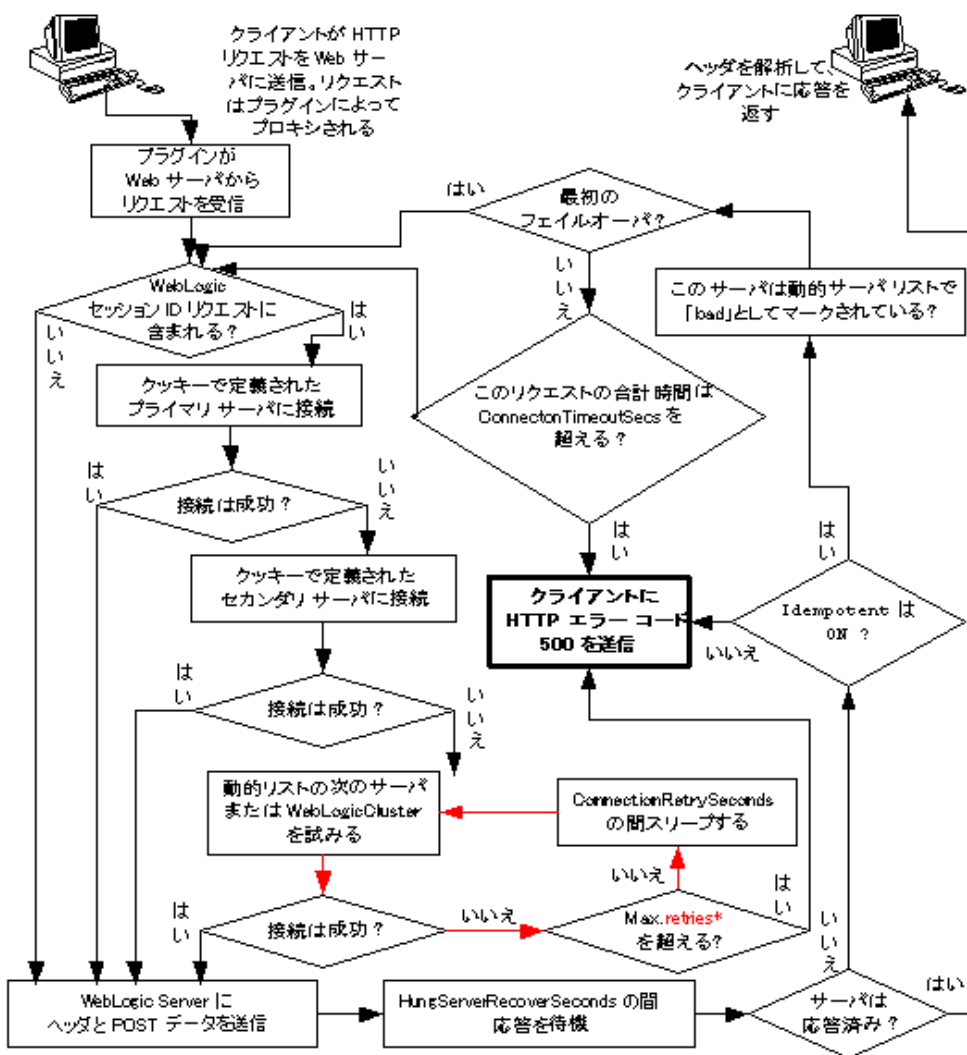 クライアントが HTTP
リクエストを Web サー
バに送信。リクエスト
はプラグインによって
プロキシされる
ヘッダを解析して、
クライアントに応答を
返す
プラグインが
Web サーバから
リクエストを受信
はい
最初の
フェイルオーバ?
いいえ
WebLogic
セッション ID リクエストに
含まれる?
いいえ
はい
このサーバは動的サーバリストで
「bad」としてマークされている?
クッキーで定義された
プライマリ サーバに接続
このリクエストの合計時間は
ConnectonTimeoutSecs を
超える?
はい
接続は成功?
いいえ
はい
はい
クッキーで定義された
セカンダリ サーバに接続
クライアントに
HTTP エラー コード
500 を送信
Idempotent は
ON ?
いいえ
はい
接続は成功?
いいえ
動的リストの次のサーバ
または WebLogicCluster
を試みる
ConnectionRetrySeconds
の間スリープする
いいえ
はい
はい
接続は成功?
いいえ
Max.retries*
を超える?
いいえ
WebLogic Server に
ヘッダと POST データを送信
HungServerRecoverSeconds の間
応答を待機
サーバは
応答済み?
はい